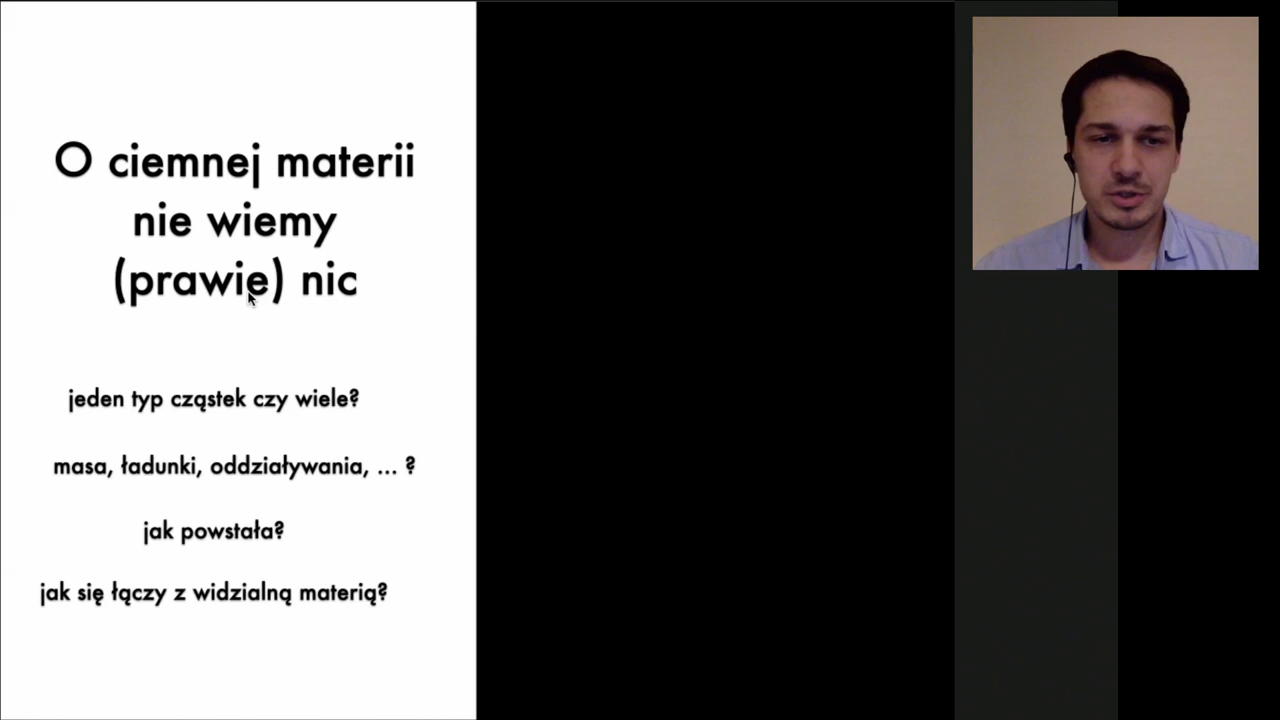 O ciemnej materii
nie wiemy
(prawie) nic
jeden typ cząstek czy wiele?
masa, ładunki, oddziaływania, ... ?
jak powstała?
jak się łączy z widzialną materią?